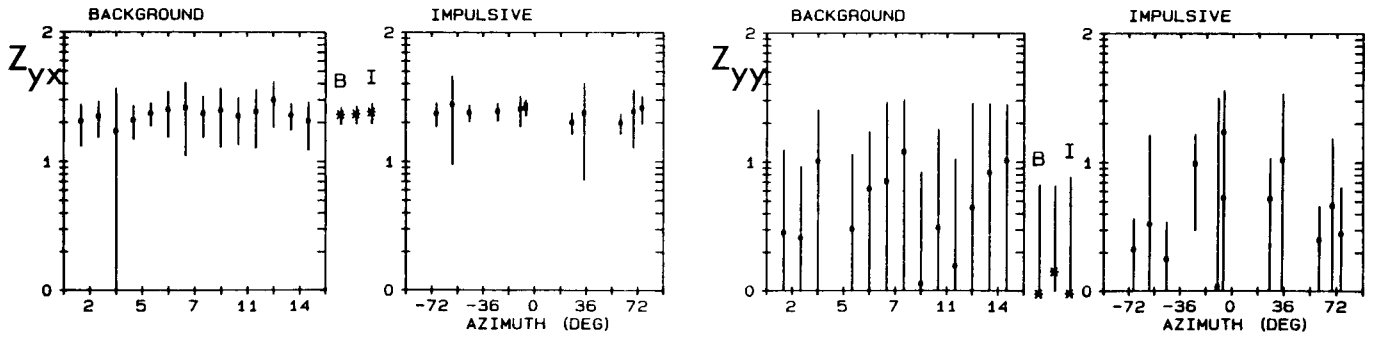 BACKGROUND
IMPULSIVE
BACKGROUND
IMPULSIVE
2
2
2
2
Zyx
B
I
Zyy
1
1
1
B
I
1
0
0
0
0
2 5 7 9 11 14
-72 -36 0 36 72
2 5 7 9 11 14
-72 -36 0 36 72
AZIMUTH (DEG)
AZIMUTH (DEG)